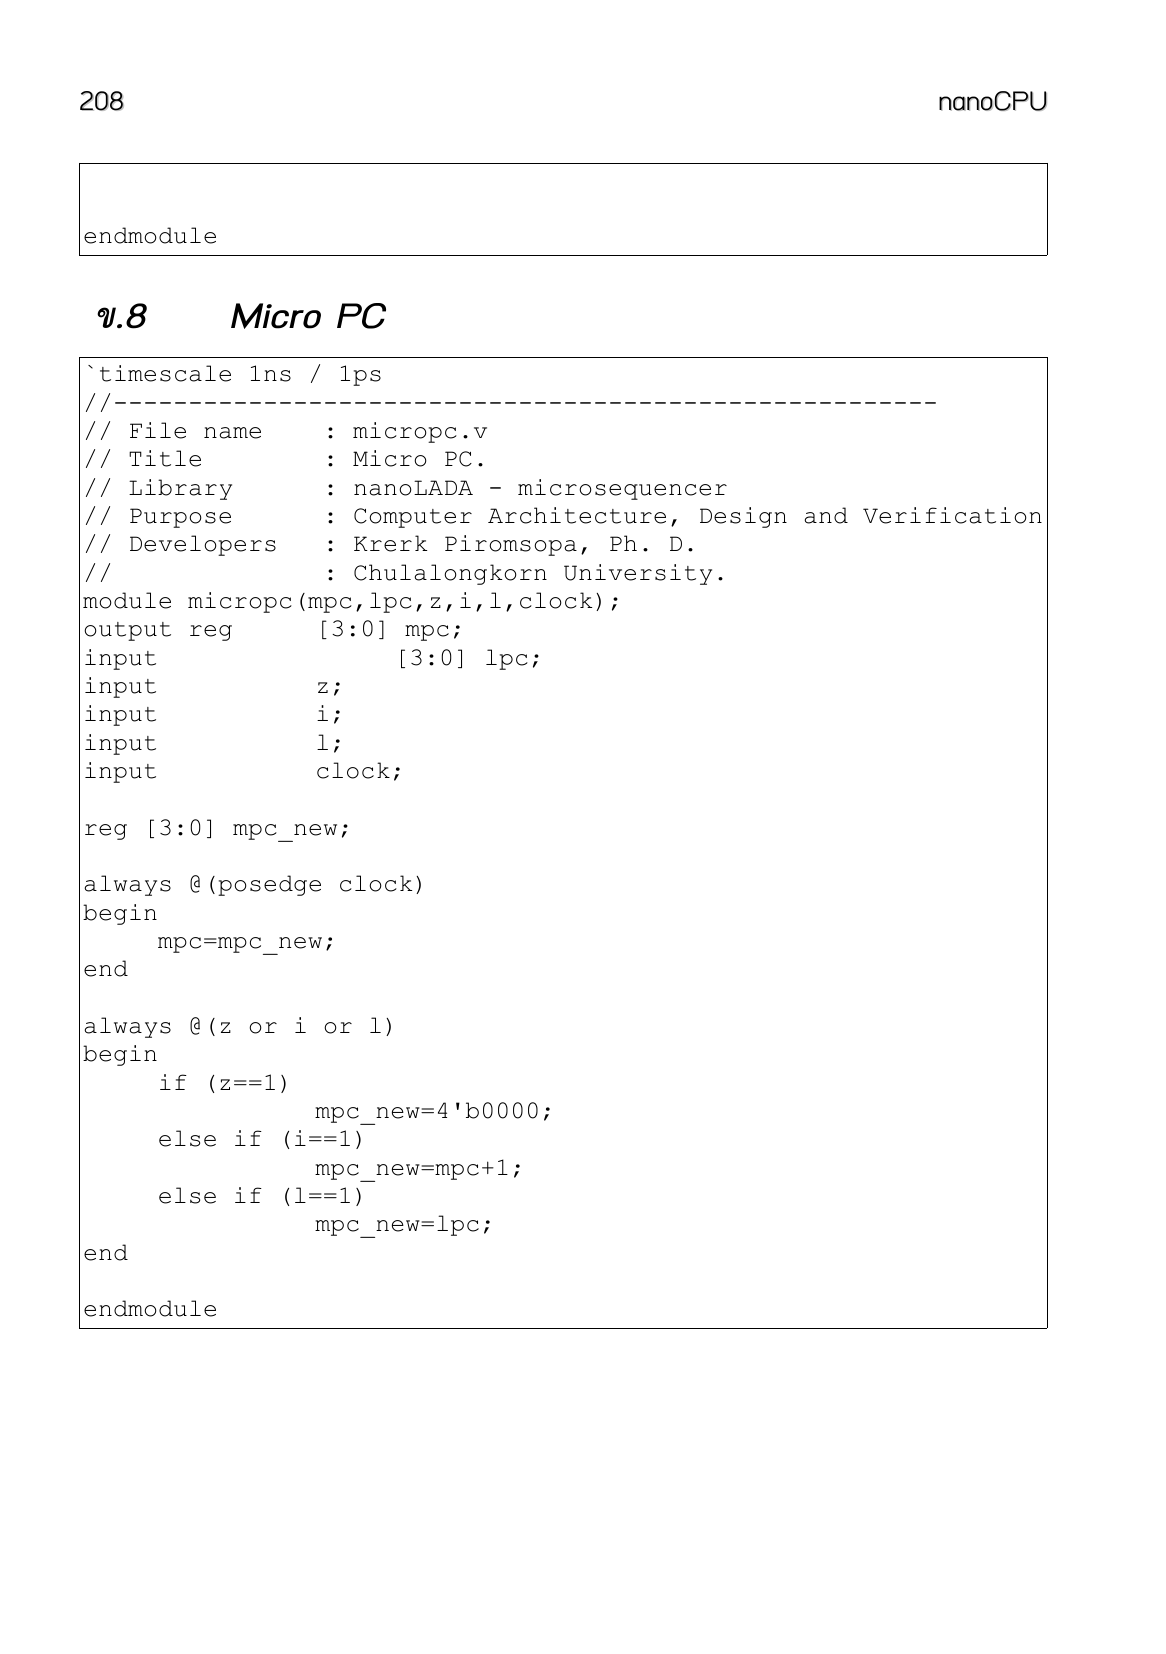 208 nanoCPU
endmodule
ข.8 Micro PC
`timescale 1ns / 1ps
//-------------------------------------------------------
// File name    : micropc.v
// Title        : Micro PC.
// Library      : nanoLADA - microsequencer
// Purpose      : Computer Architecture, Design and Verification
// Developers   : Krerk Piromsopa, Ph. D.
//              : Chulalongkorn University.
module micropc(mpc,lpc,z,i,l,clock);
output reg [3:0] mpc;
input [3:0] lpc;
input z;
input i;
input l;
input clock;
reg [3:0] mpc_new;
always @(posedge clock)
begin
mpc=mpc_new;
end
always @(z or i or l)
begin
if (z==1)
mpc_new=4'b0000;
else if (i==1)
mpc_new=mpc+1;
else if (l==1)
mpc_new=lpc;
end
endmodule